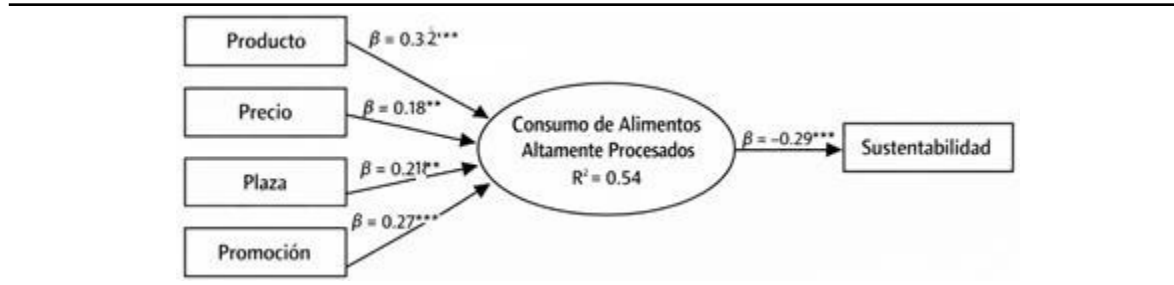 Producto
β = 0.32***
Precio
β = 0.18**
Plaza
β = 0.21**
Promoción
β = 0.27***
Consumo de Alimentos
Altamente Procesados
R² = 0.54
β = –0.29***
Sustentabilidad